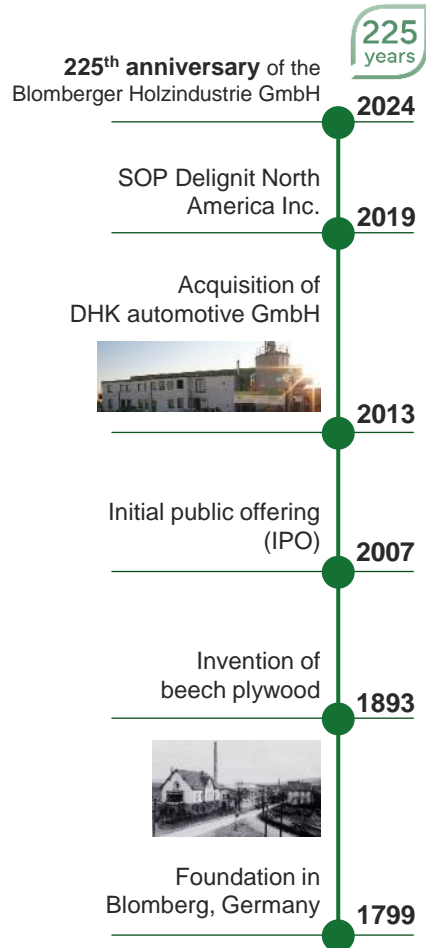 225
years
225th anniversary of the
Blomberger Holzindustrie GmbH
2024
SOP Delignit North
America Inc.
2019
Acquisition of
DHK automotive GmbH
2013
Initial public offering
(IPO)
2007
Invention of
beech plywood
1893
Foundation in
Blomberg, Germany
1799